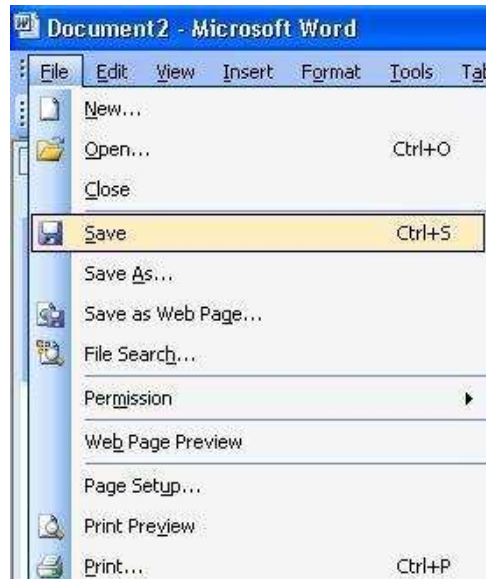 Document2 - Microsoft Word
File Edit View Insert Format Tools Tab
New...
Open... Ctrl+O
Close
Save Ctrl+S
Save As...
Save as Web Page...
File Search...
Permission
Web Page Preview
Page Setup...
Print Preview
Print... Ctrl+P